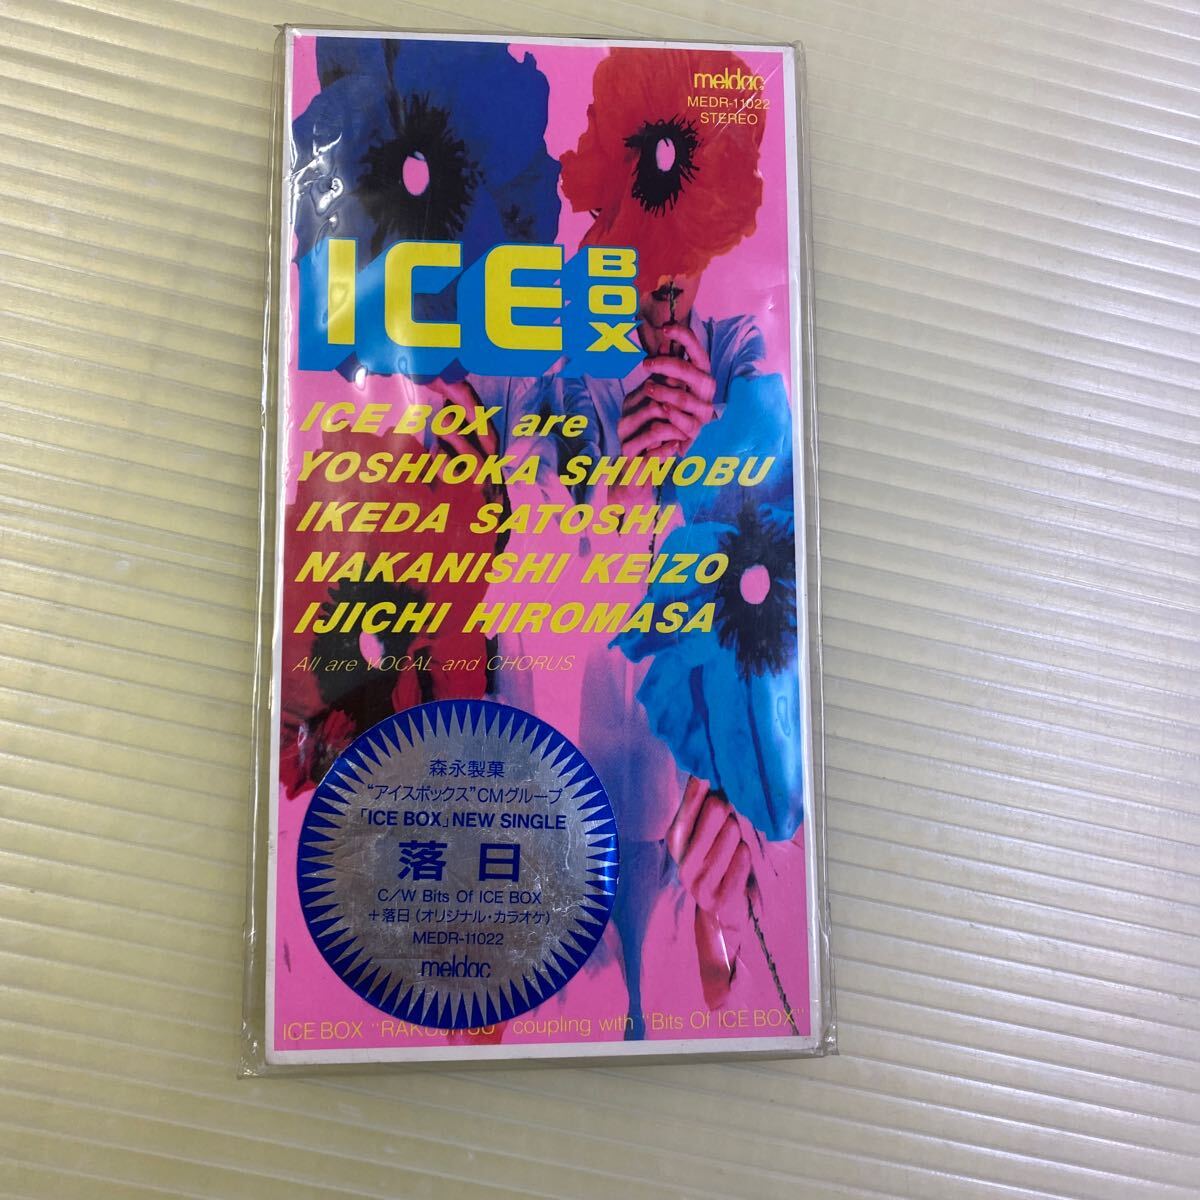 meldac
MEDR-11022
STEREO
ICE BOX
ICE BOX are
YOSHIOKA SHINOBU
IKEDA SATOSHI
NAKANISHI KEIZO
IJICHI HIROMASA
All are VOCAL and CHORUS
森永製菓
“アイスボックス”CMグループ
「ICE BOX」NEW SINGLE
落日
C/W Bits Of ICE BOX
+落日(オリジナル・カラオケ)
MEDR-11022
meldac
ICE BOX "RAKUJITSU" coupling with "Bits Of ICE BOX"